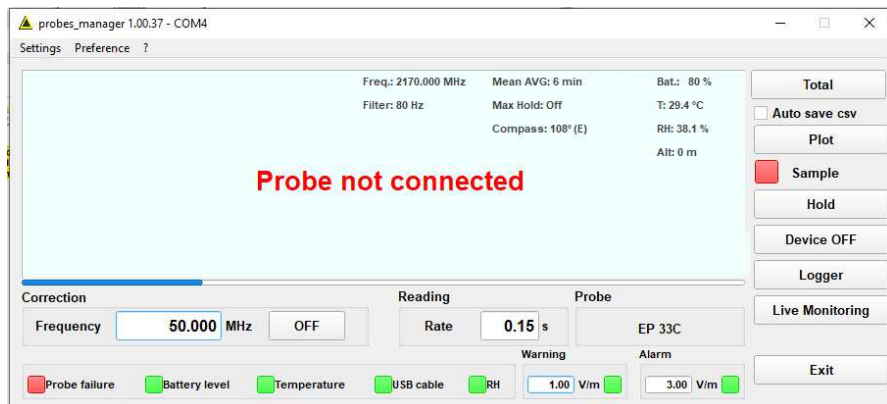 probes_manager 1.00.37 - COM4
Settings Preference ?
Freq.: 2170.000 MHz Mean AVG: 6 min Bat.: 80 %
Filter: 80 Hz Max Hold: Off T: 29.4 °C
Compass: 108° (E) RH: 38.1 %
Alt: 0 m
Probe not connected
Total
Auto save csv
Plot
Sample
Hold
Device OFF
Logger
Live Monitoring
Exit
Correction Reading Probe
Frequency 50.000 MHz OFF Rate 0.15 s EP 33C
Warning Alarm
Probe failure Battery level Temperature USB cable RH 1.00 V/m 3.00 V/m